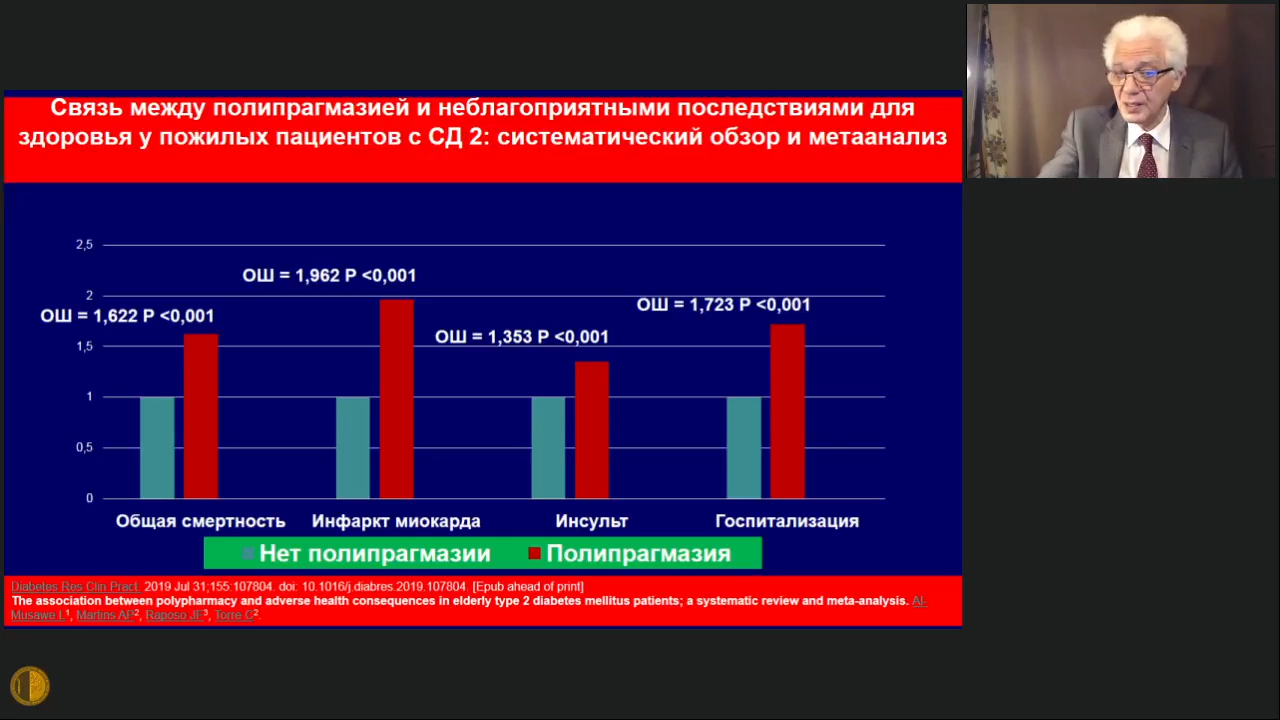 Связь между полипрагмазией и неблагоприятными последствиями для
здоровья у пожилых пациентов с СД 2: систематический обзор и метаанализ
2,5
2
1,5
1
0,5
0
ОШ = 1,622 P <0,001
ОШ = 1,962 P <0,001
ОШ = 1,353 P <0,001
ОШ = 1,723 P <0,001
Общая смертность
Инфаркт миокарда
Инсульт
Госпитализация
Нет полипрагмазии
Полипрагмазия
Diabetes Res Clin Pract. 2019 Jul 31;155:107804. doi: 10.1016/j.diabres.2019.107804. [Epub ahead of print]
The association between polypharmacy and adverse health consequences in elderly type 2 diabetes mellitus patients; a systematic review and meta-analysis. Al-
Musawe L¹, Martins AP², Raposo JF³, Torre C².